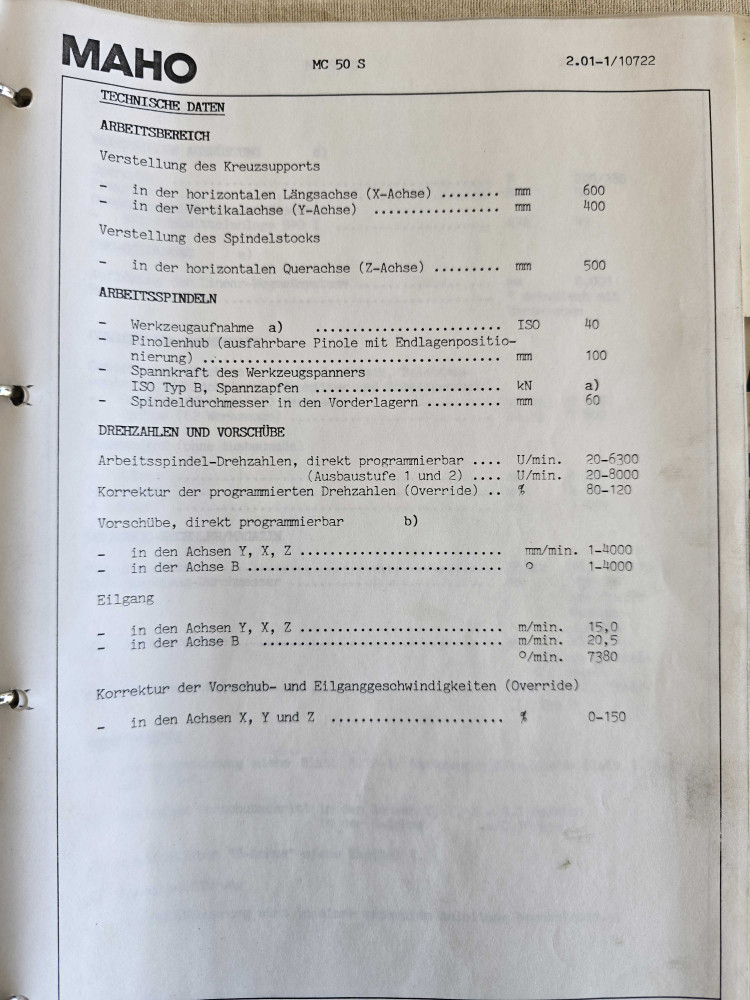 MAHO MC 50 S 2.01-1/10722
TECHNISCHE DATEN
ARBEITSBEREICH
Verstellung des Kreuzsupports
- in der horizontalen Längsachse (X-Achse) ........ mm 600
- in der Vertikalachse (Y-Achse) ................. mm 400
Verstellung des Spindelstocks
- in der horizontalen Querachse (Z-Achse) ......... mm 500
ARBEITSSPINDELN
- Werkzeugaufnahme a) ......................... ISO 40
- Pinolenhub (ausfahrbare Pinole mit Endlagenpositio-
nierung) ........................................ mm 100
- Spannkraft des Werkzeugspanners
ISO Typ B, Spannzapfen ......................... kN a)
- Spindeldurchmesser in den Vorderlagern .......... mm 60
DREHZAHLEN UND VORSCHÜBE
Arbeitsspindel-Drehzahlen, direkt programmierbar .... U/min. 20-6300
(Ausbaustufe 1 und 2) .... U/min. 20-8000
Korrektur der programmierten Drehzahlen (Override) .. % 80-120
Vorschübe, direkt programmierbar b)
- in den Achsen Y, X, Z ........................... mm/min. 1-4000
- in der Achse B .................................. o 1-4000
Eilgang
- in den Achsen Y, X, Z ........................... m/min. 15,0
- in der Achse B ................................ m/min. 20,5
o/min. 7380
Korrektur der Vorschub- und Eilganggeschwindigkeiten (Override)
- in den Achsen X, Y und Z ....................... % 0-150